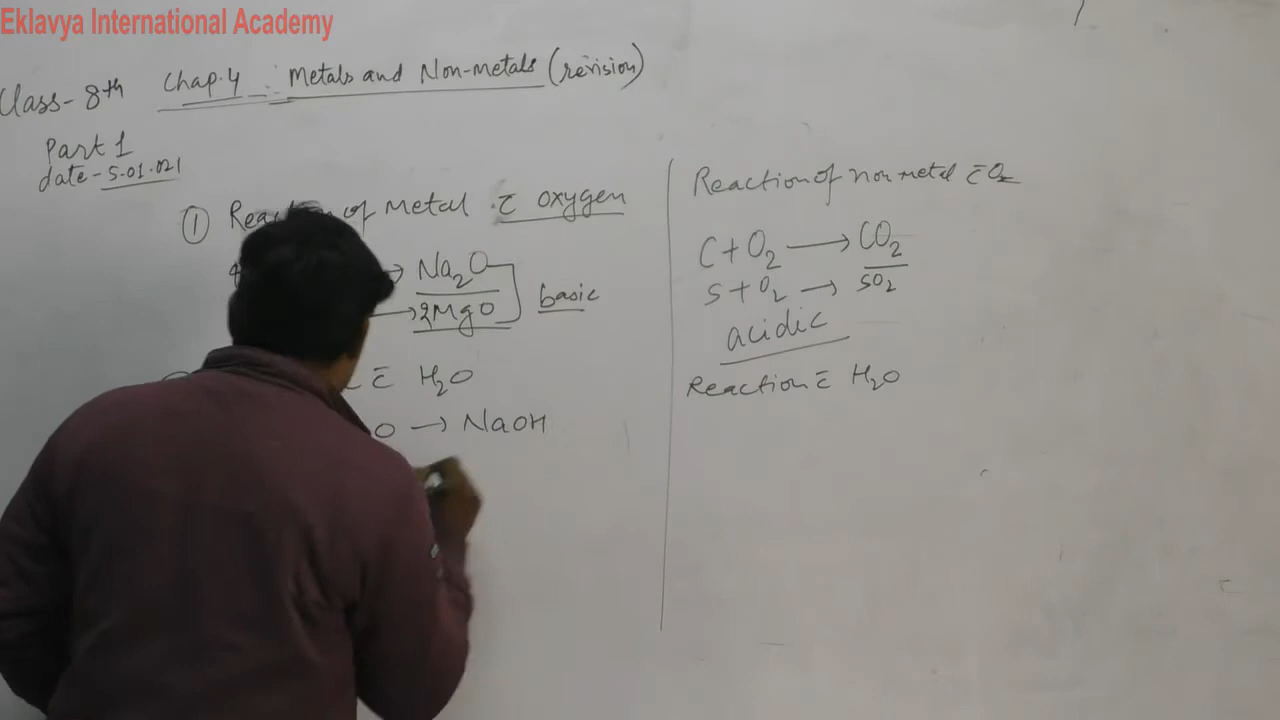 Eklavya International Academy
Class- 8th Chap. 4 :- Metals and Non-metals (revision)
Part 1
date- 5.01.021
① Reaction of Metal c̄ oxygen
→ Na₂O
→ 2MgO
basic
c̄ H₂O
O → NaOH
Reaction of non metal c̄ O₂
C + O₂ → CO₂
S + O₂ → SO₂
acidic
Reaction c̄ H₂O